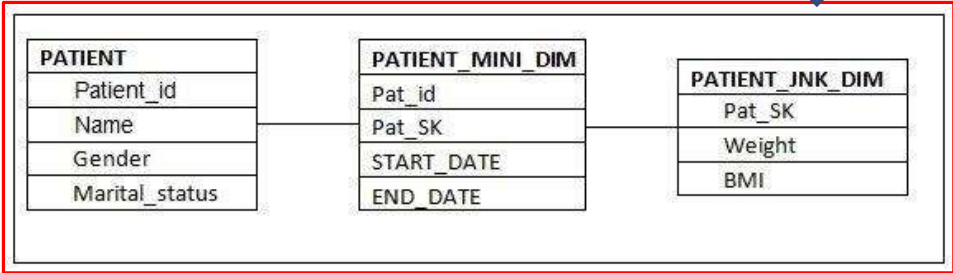 PATIENT
Patient_id
Name
Gender
Marital_status
PATIENT_MINI_DIM
Pat_id
Pat_SK
START_DATE
END_DATE
PATIENT_JNK_DIM
Pat_SK
Weight
BMI